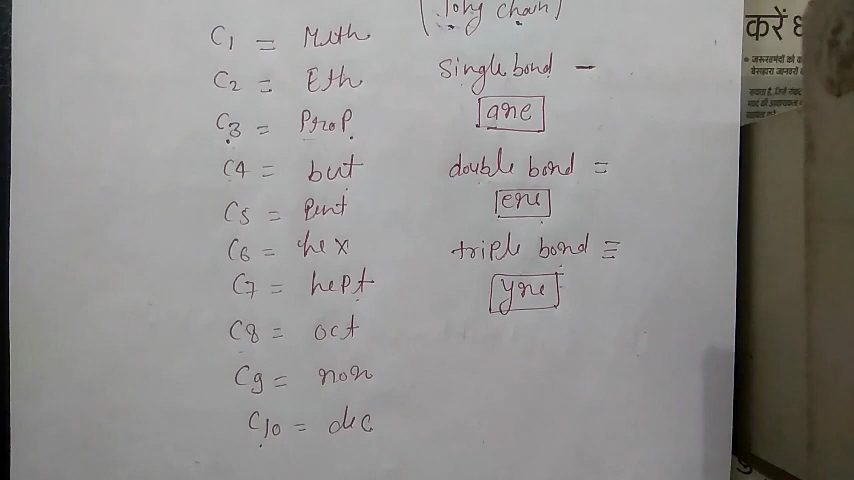 (long chain)
C1 = Meth
C2 = Eth
C3 = Prop
C4 = but
C5 = Pent
C6 = hex
C7 = hept
C8 = oct
C9 = non
C10 = dec
Single bond -
ane
double bond =
ene
triple bond ≡
yne
करें